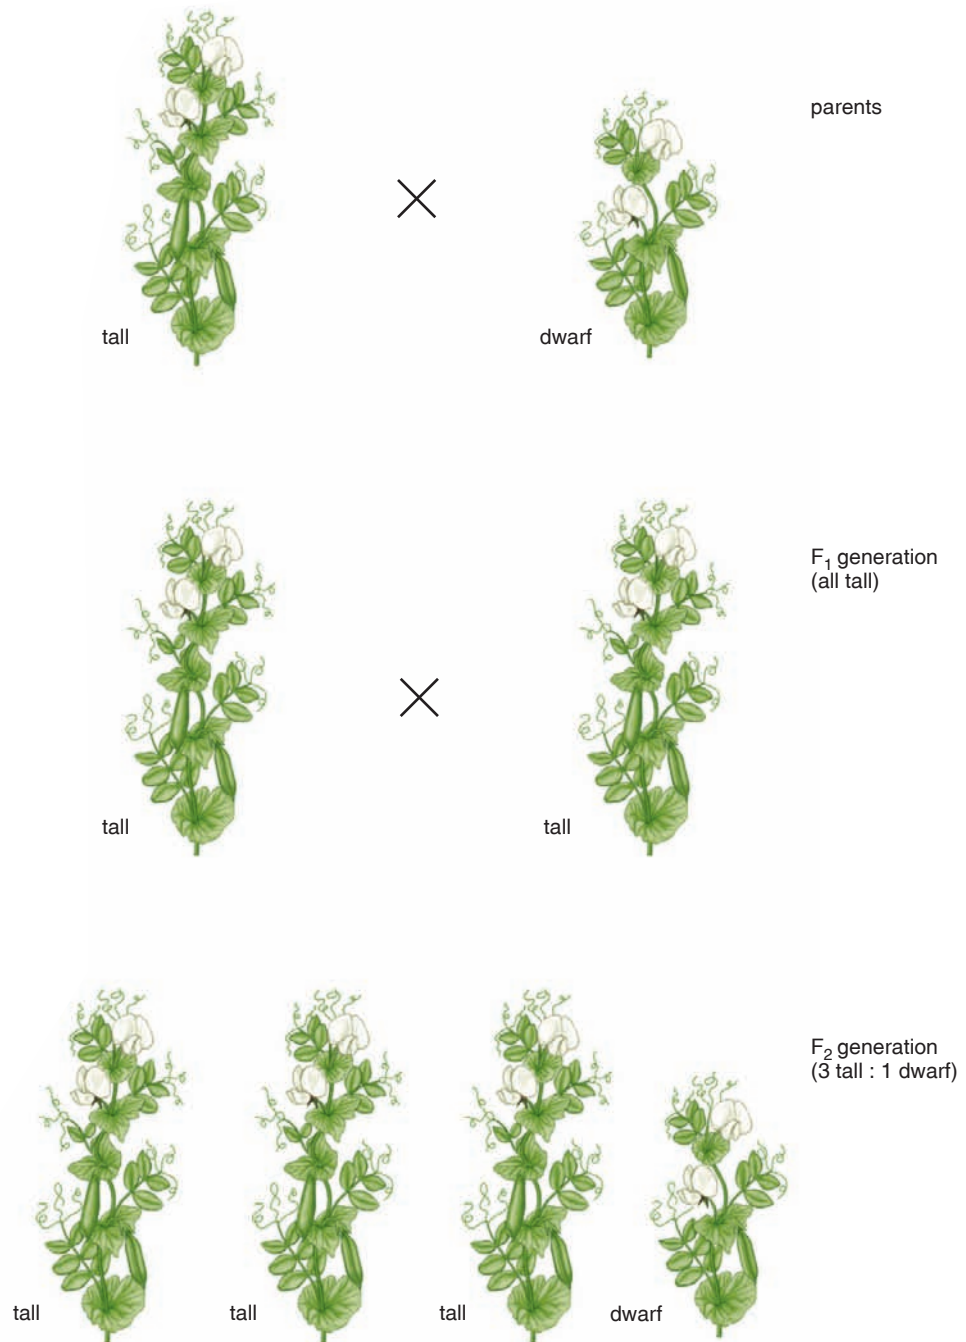 parents
tall
dwarf
F₁ generation
(all tall)
tall
tall
F₂ generation
(3 tall : 1 dwarf)
tall
tall
tall
dwarf